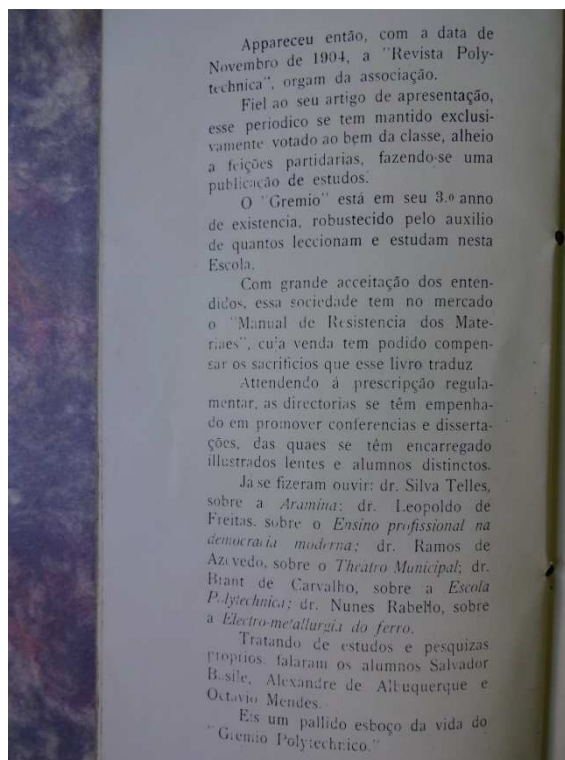 Appareceu então, com a data de
Novembro de 1904, a "Revista Poly-
technica", orgam da associação.
Fiel ao seu artigo de apresentação,
esse periodico se tem mantido exclusi-
vamente votado ao bem da classe, alheio
a feições partidarias, fazendo-se uma
publicação de estudos.
O "Gremio" está em seu 3.º anno
de existencia, robustecido pelo auxilio
de quantos leccionam e estudam nesta
Escola.
Com grande acceitação dos enten-
didos, essa sociedade tem no mercado
o "Manual de Resistencia dos Mate-
riaes", cuja venda tem podido compen-
sar os sacrificios que esse livro traduz
Attendendo á prescripção regula-
mentar, as directorias se têm empenha-
do em promover conferencias e disserta-
ções, das quaes se têm encarregado
illustrados lentes e alumnos distinctos.
Ja se fizeram ouvir: dr. Silva Telles,
sobre a Aramina; dr. Leopoldo de
Freitas, sobre o Ensino profissional na
democracia moderna; dr. Ramos de
Azevedo, sobre o Theatro Municipal; dr.
Brant de Carvalho, sobre a Escola
Polytechnica; dr. Nunes Rabello, sobre
a Electro-metallurgia do ferro.
Tratando de estudos e pesquizas
proprios, falaram os alumnos Salvador
Basile, Alexandre de Albuquerque e
Octavio Mendes.
Eis um pallido esboço da vida do
"Gremio Polytechnico."